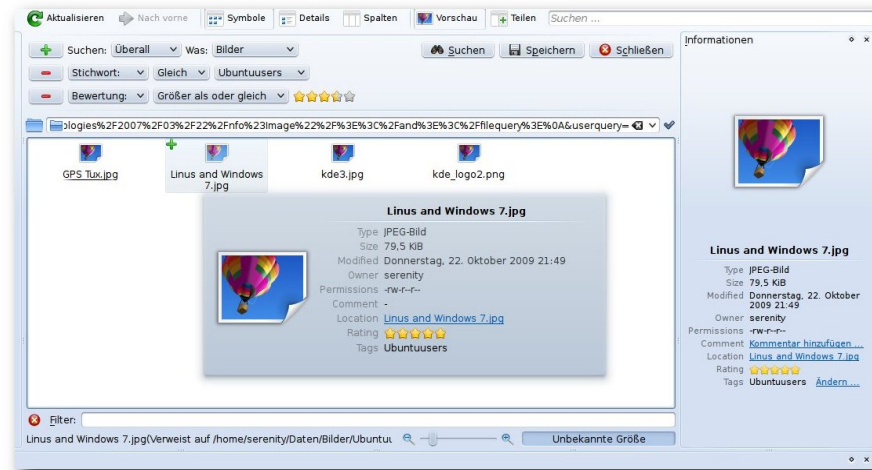 Aktualisieren Nach vorne Symbole Details Spalten Vorschau Teilen Suchen ...
Suchen: Überall Was: Bilder Suchen Speichern Schließen
Stichwort: Gleich Ubuntuusers
Bewertung: Größer als oder gleich
ologies%2F2007%2F03%2F22%2Fnfo%23Image%22%2F%3E%3C%2Fand%3E%3C%2Ffilequery%3E%0A&userquery=
GPS Tux.jpg Linus and Windows 7.jpg kde3.jpg kde_logo2.png
Linus and Windows 7.jpg
Type JPEG-Bild
Size 79,5 KiB
Modified Donnerstag, 22. Oktober 2009 21:49
Owner serenity
Permissions -rw-r--r--
Comment -
Location Linus and Windows 7.jpg
Rating
Tags Ubuntuusers
Filter:
Linus and Windows 7.jpg(Verweist auf /home/serenity/Daten/Bilder/Ubuntuu Unbekannte Größe
Informationen
Linus and Windows 7.jpg
Type JPEG-Bild
Size 79,5 KiB
Modified Donnerstag, 22. Oktober
2009 21:49
Owner serenity
Permissions -rw-r--r--
Comment Kommentar hinzufügen ...
Location Linus and Windows 7.jpg
Rating
Tags Ubuntuusers Ändern ...